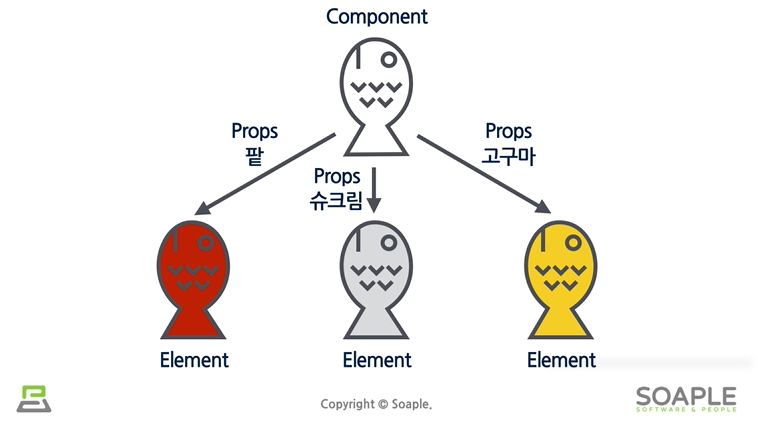 Component
Props
팥
Props
슈크림
Props
고구마
Element
Element
Element
Copyright © Soaple.
SOAPLE
SOFTWARE & PEOPLE